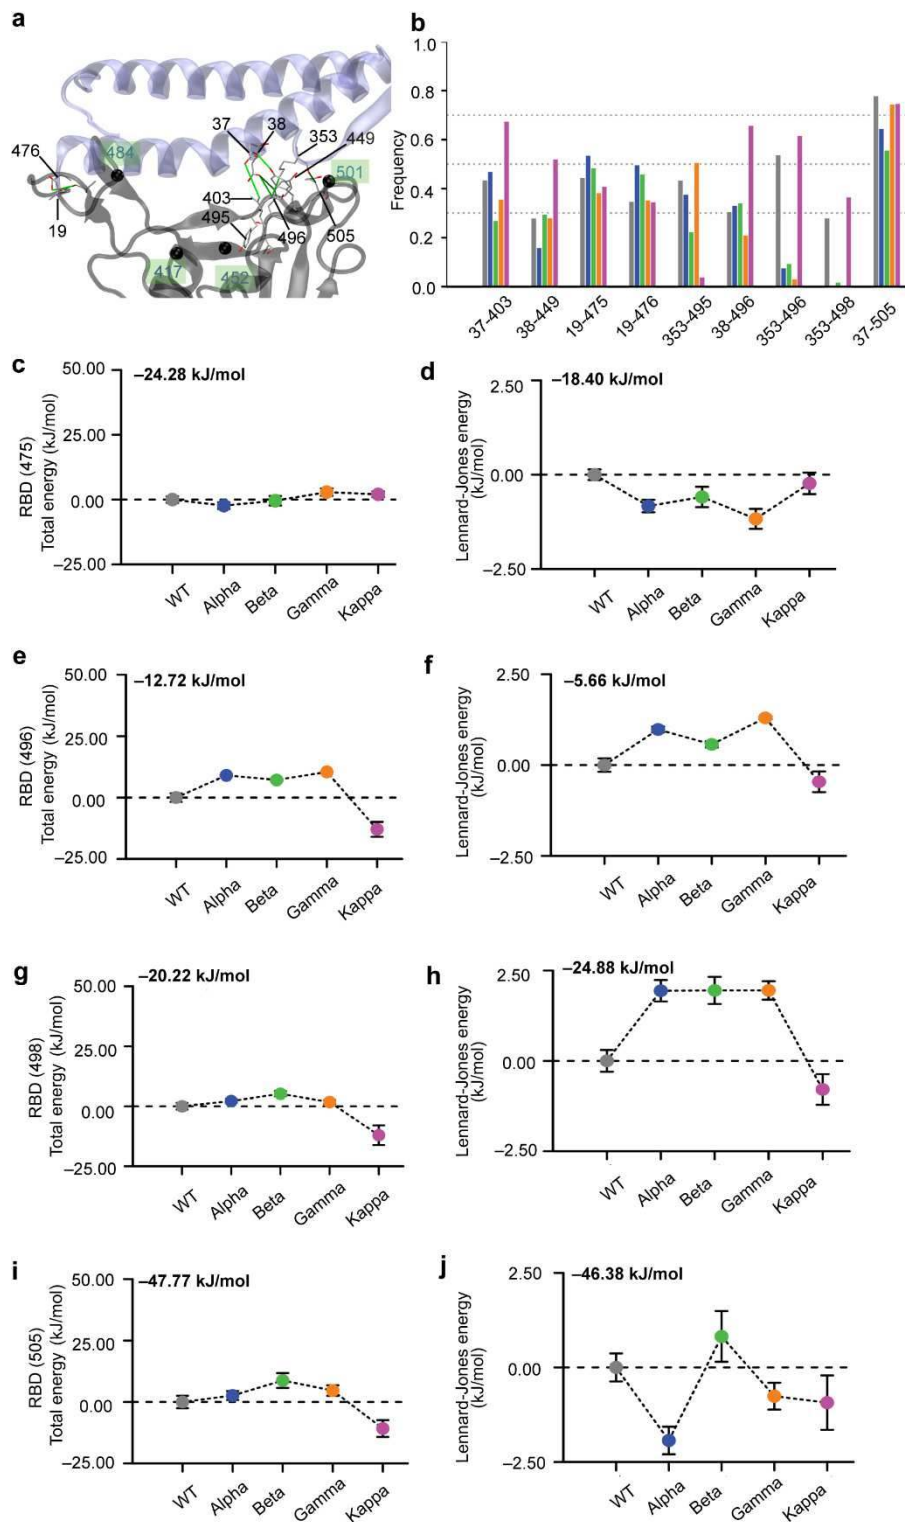 a
476
484
37
38
353
449
501
403
495
19
496
505
417
452
b
Frequency
1.0
0.8
0.6
0.4
0.2
0.0
37-403
38-449
19-475
19-476
353-495
38-496
353-496
353-498
37-505
c
RBD (475)
Total energy (kJ/mol)
50.00
25.00
0.00
−25.00
−24.28 kJ/mol
WT
Alpha
Beta
Gamma
Kappa
d
Lennard-Jones energy
(kJ/mol)
2.50
0.00
−2.50
−18.40 kJ/mol
WT
Alpha
Beta
Gamma
Kappa
e
RBD (496)
Total energy (kJ/mol)
50.00
25.00
0.00
−25.00
−12.72 kJ/mol
WT
Alpha
Beta
Gamma
Kappa
f
Lennard-Jones energy
(kJ/mol)
2.50
0.00
−2.50
−5.66 kJ/mol
WT
Alpha
Beta
Gamma
Kappa
g
RBD (498)
Total energy (kJ/mol)
50.00
25.00
0.00
−25.00
−20.22 kJ/mol
WT
Alpha
Beta
Gamma
Kappa
h
Lennard-Jones energy
(kJ/mol)
2.50
0.00
−2.50
−24.88 kJ/mol
WT
Alpha
Beta
Gamma
Kappa
i
RBD (505)
Total energy (kJ/mol)
50.00
25.00
0.00
−25.00
−47.77 kJ/mol
WT
Alpha
Beta
Gamma
Kappa
j
Lennard-Jones energy
(kJ/mol)
2.50
0.00
−2.50
−46.38 kJ/mol
WT
Alpha
Beta
Gamma
Kappa